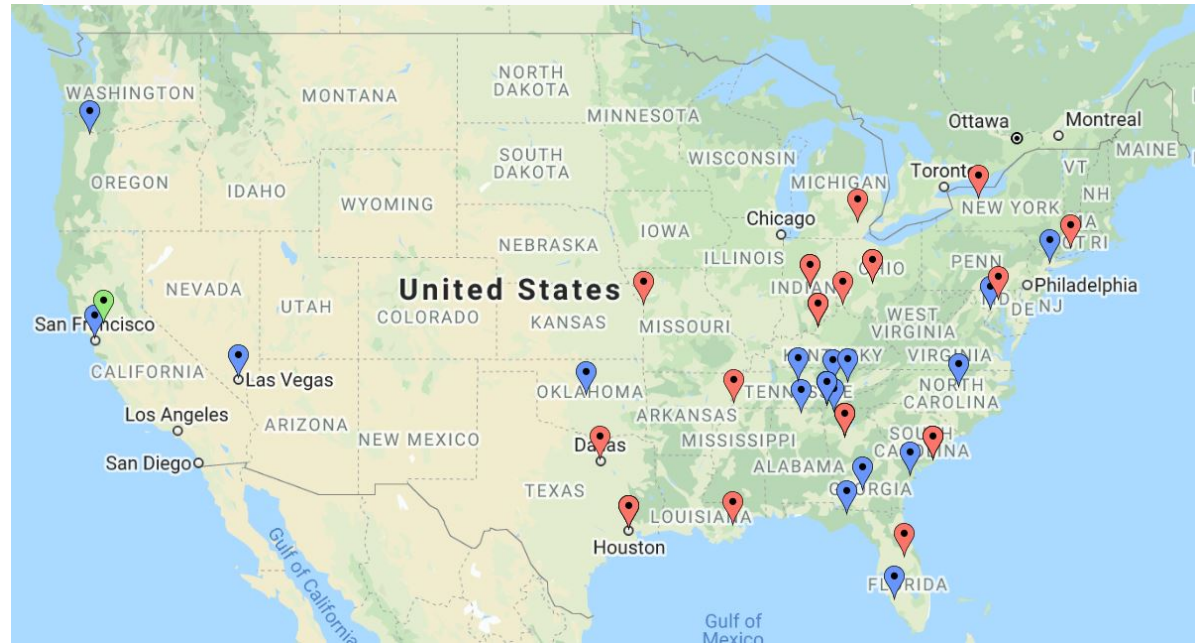 NORTH
DAKOTA
WASHINGTON
MONTANA
MINNESOTA
Ottawa
Montreal
MAINE
SOUTH
DAKOTA
WISCONSIN
VT
OREGON
IDAHO
WYOMING
MICHIGAN
Toronto
NH
NEW YORK
Chicago
IOWA
MA
NEBRASKA
ILLINOIS
OHIO
PENN
CT RI
NEVADA
United States
INDIANA
Philadelphia
UTAH
COLORADO
KANSAS
MISSOURI
WEST
VIRGINIA
MD
DE
NJ
San Francisco
CALIFORNIA
Las Vegas
KENTUCKY
VIRGINIA
OKLAHOMA
TENNESSEE
NORTH
CAROLINA
Los Angeles
ARIZONA
NEW MEXICO
ARKANSAS
MISSISSIPPI
SOUTH
CAROLINA
San Diego
Dallas
ALABAMA
GEORGIA
TEXAS
LOUISIANA
Houston
FLORIDA
Gulf of California
Gulf of
Mexico